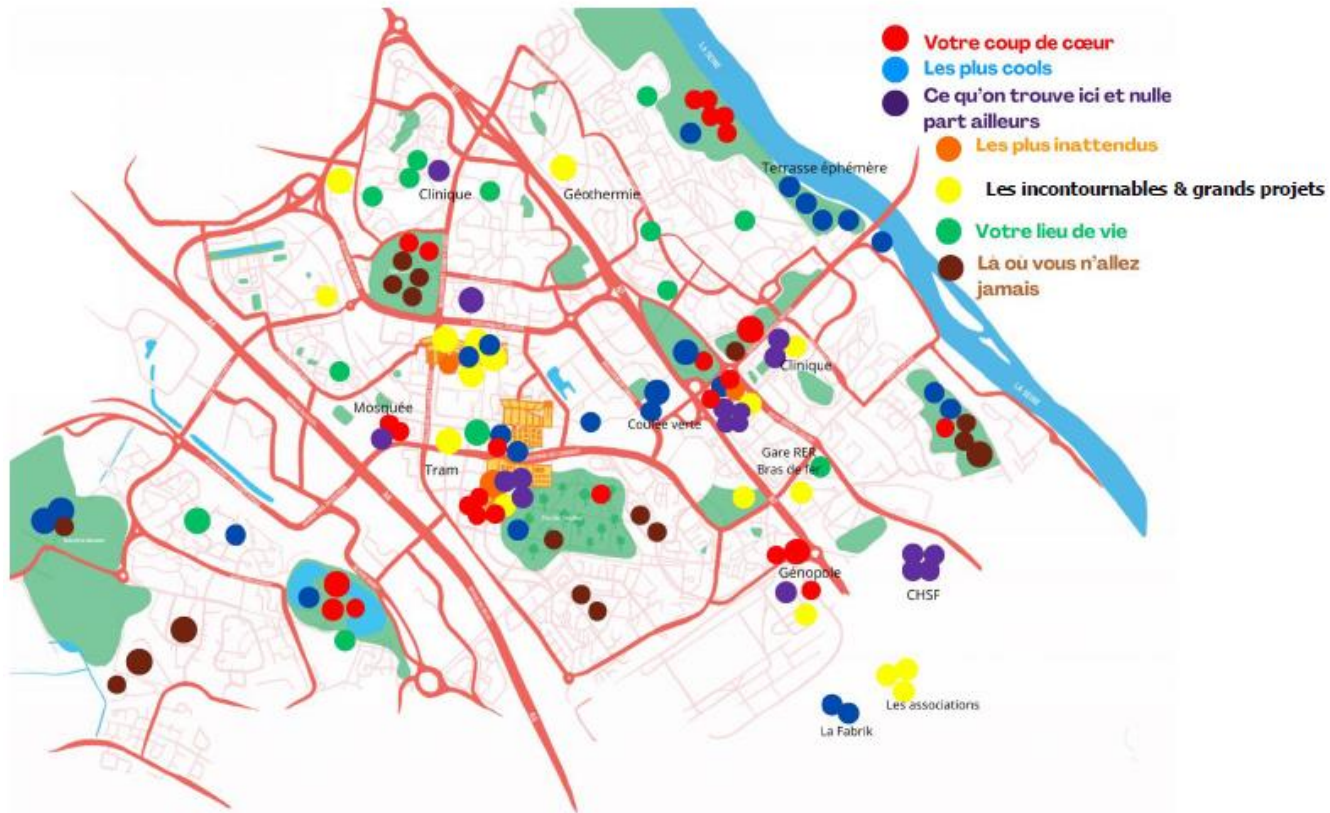 Votre coup de cœur
Les plus cools
Ce qu'on trouve ici et nulle
part ailleurs
Les plus inattendus
Les incontournables & grands projets
Votre lieu de vie
Là où vous n'allez
jamais
LA SEINE
Terrasse éphémère
Clinique
Géothermie
LA SEINE
Clinique
Mosquée
Coulée verte
Tram
Gare RER
Bras de fer
Génopole
CHSF
Les associations
La Fabrik